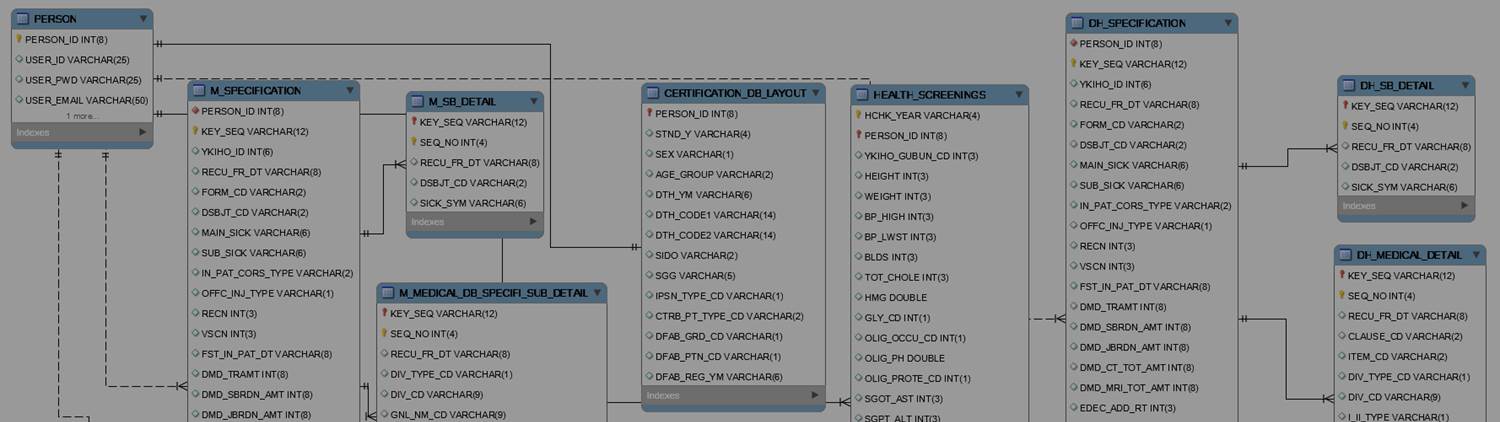 PERSON
PERSON_ID INT(8)
USER_ID VARCHAR(25)
USER_PWD VARCHAR(25)
USER_EMAIL VARCHAR(50)
1 more...
Indexes
M_SPECIFICATION
PERSON_ID INT(8)
KEY_SEQ VARCHAR(12)
YKIHO_ID INT(6)
RECU_FR_DT VARCHAR(8)
FORM_CD VARCHAR(2)
DSBJT_CD VARCHAR(2)
MAIN_SICK VARCHAR(6)
SUB_SICK VARCHAR(6)
IN_PAT_CORS_TYPE VARCHAR(2)
OFFC_INJ_TYPE VARCHAR(1)
RECN INT(3)
VSCN INT(3)
FST_IN_PAT_DT VARCHAR(8)
DMD_TRAMT INT(8)
DMD_SBRDN_AMT INT(8)
DMD_JBRDN_AMT INT(8)
M_SB_DETAIL
KEY_SEQ VARCHAR(12)
SEQ_NO INT(4)
RECU_FR_DT VARCHAR(8)
DSBJT_CD VARCHAR(2)
SICK_SYM VARCHAR(6)
Indexes
M_MEDICAL_DB_SPECIFI_SUB_DETAIL
KEY_SEQ VARCHAR(12)
SEQ_NO INT(4)
RECU_FR_DT VARCHAR(8)
DIV_TYPE_CD VARCHAR(1)
DIV_CD VARCHAR(9)
GNL_NM_CD VARCHAR(9)
CERTIFICATION_DB_LAYOUT
PERSON_ID INT(8)
STND_Y VARCHAR(4)
SEX VARCHAR(1)
AGE_GROUP VARCHAR(2)
DTH_YM VARCHAR(6)
DTH_CODE1 VARCHAR(14)
DTH_CODE2 VARCHAR(14)
SIDO VARCHAR(2)
SGG VARCHAR(5)
IPSN_TYPE_CD VARCHAR(1)
CTRB_PT_TYPE_CD VARCHAR(2)
DFAB_GRD_CD VARCHAR(1)
DFAB_PTN_CD VARCHAR(1)
DFAB_REG_YM VARCHAR(6)
Indexes
HEALTH_SCREENINGS
HCHK_YEAR VARCHAR(4)
PERSON_ID INT(8)
YKIHO_GUBUN_CD INT(3)
HEIGHT INT(3)
WEIGHT INT(3)
BP_HIGH INT(3)
BP_LWST INT(3)
BLDS INT(3)
TOT_CHOLE INT(3)
HMG DOUBLE
GLY_CD INT(1)
OLIG_OCCU_CD INT(1)
OLIG_PH DOUBLE
OLIG_PROTE_CD INT(1)
SGOT_AST INT(3)
SGPT_ALT INT(3)
DH_SPECIFICATION
PERSON_ID INT(8)
KEY_SEQ VARCHAR(12)
YKIHO_ID INT(6)
RECU_FR_DT VARCHAR(8)
FORM_CD VARCHAR(2)
DSBJT_CD VARCHAR(2)
MAIN_SICK VARCHAR(6)
SUB_SICK VARCHAR(6)
IN_PAT_CORS_TYPE VARCHAR(2)
OFFC_INJ_TYPE VARCHAR(1)
RECN INT(3)
VSCN INT(3)
FST_IN_PAT_DT VARCHAR(8)
DMD_TRAMT INT(8)
DMD_SBRDN_AMT INT(8)
DMD_JBRDN_AMT INT(8)
DMD_CT_TOT_AMT INT(8)
DMD_MRI_TOT_AMT INT(8)
EDEC_ADD_RT INT(3)
DH_SB_DETAIL
KEY_SEQ VARCHAR(12)
SEQ_NO INT(4)
RECU_FR_DT VARCHAR(8)
DSBJT_CD VARCHAR(2)
SICK_SYM VARCHAR(6)
Indexes
DH_MEDICAL_DETAIL
KEY_SEQ VARCHAR(12)
SEQ_NO INT(4)
RECU_FR_DT VARCHAR(8)
CLAUSE_CD VARCHAR(2)
ITEM_CD VARCHAR(2)
DIV_TYPE_CD VARCHAR(1)
DIV_CD VARCHAR(9)
I_II_TYPE VARCHAR(1)